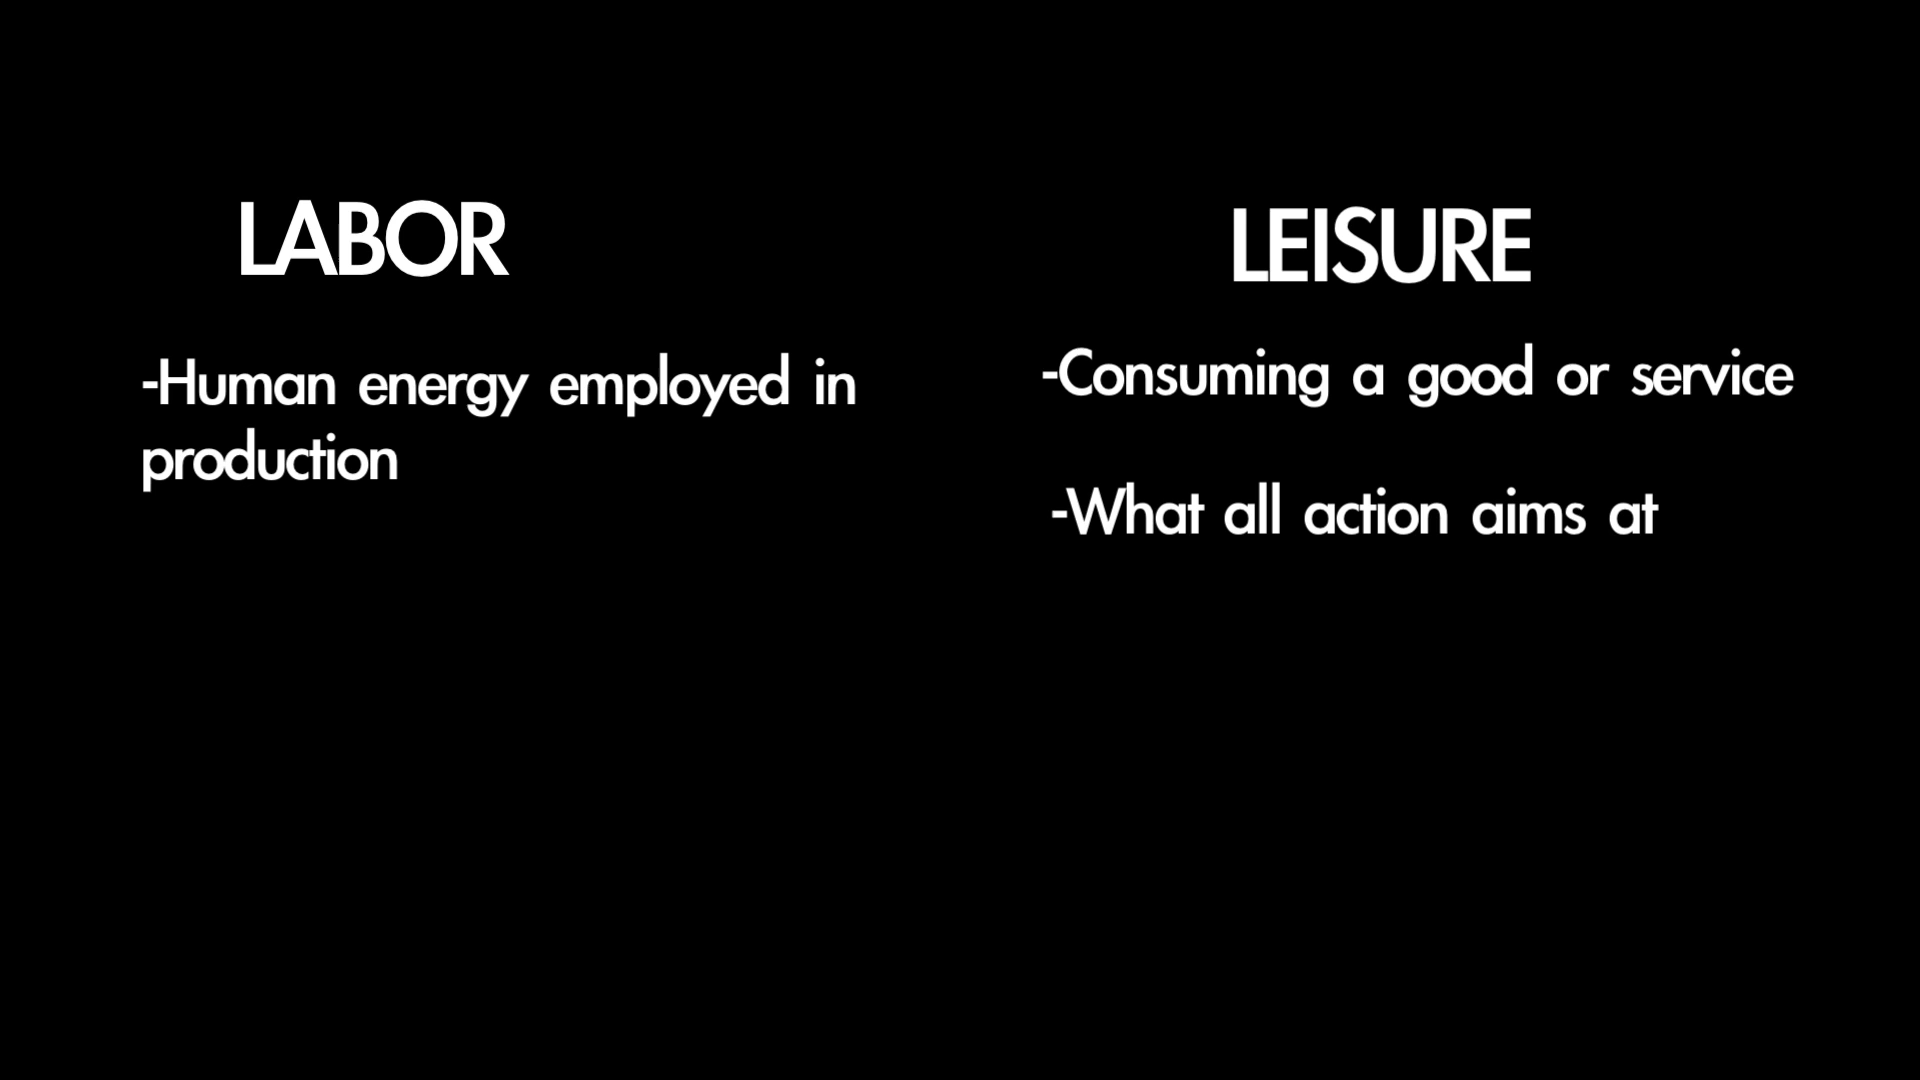 LABOR
-Human energy employed in
production
LEISURE
-Consuming a good or service
-What all action aims at